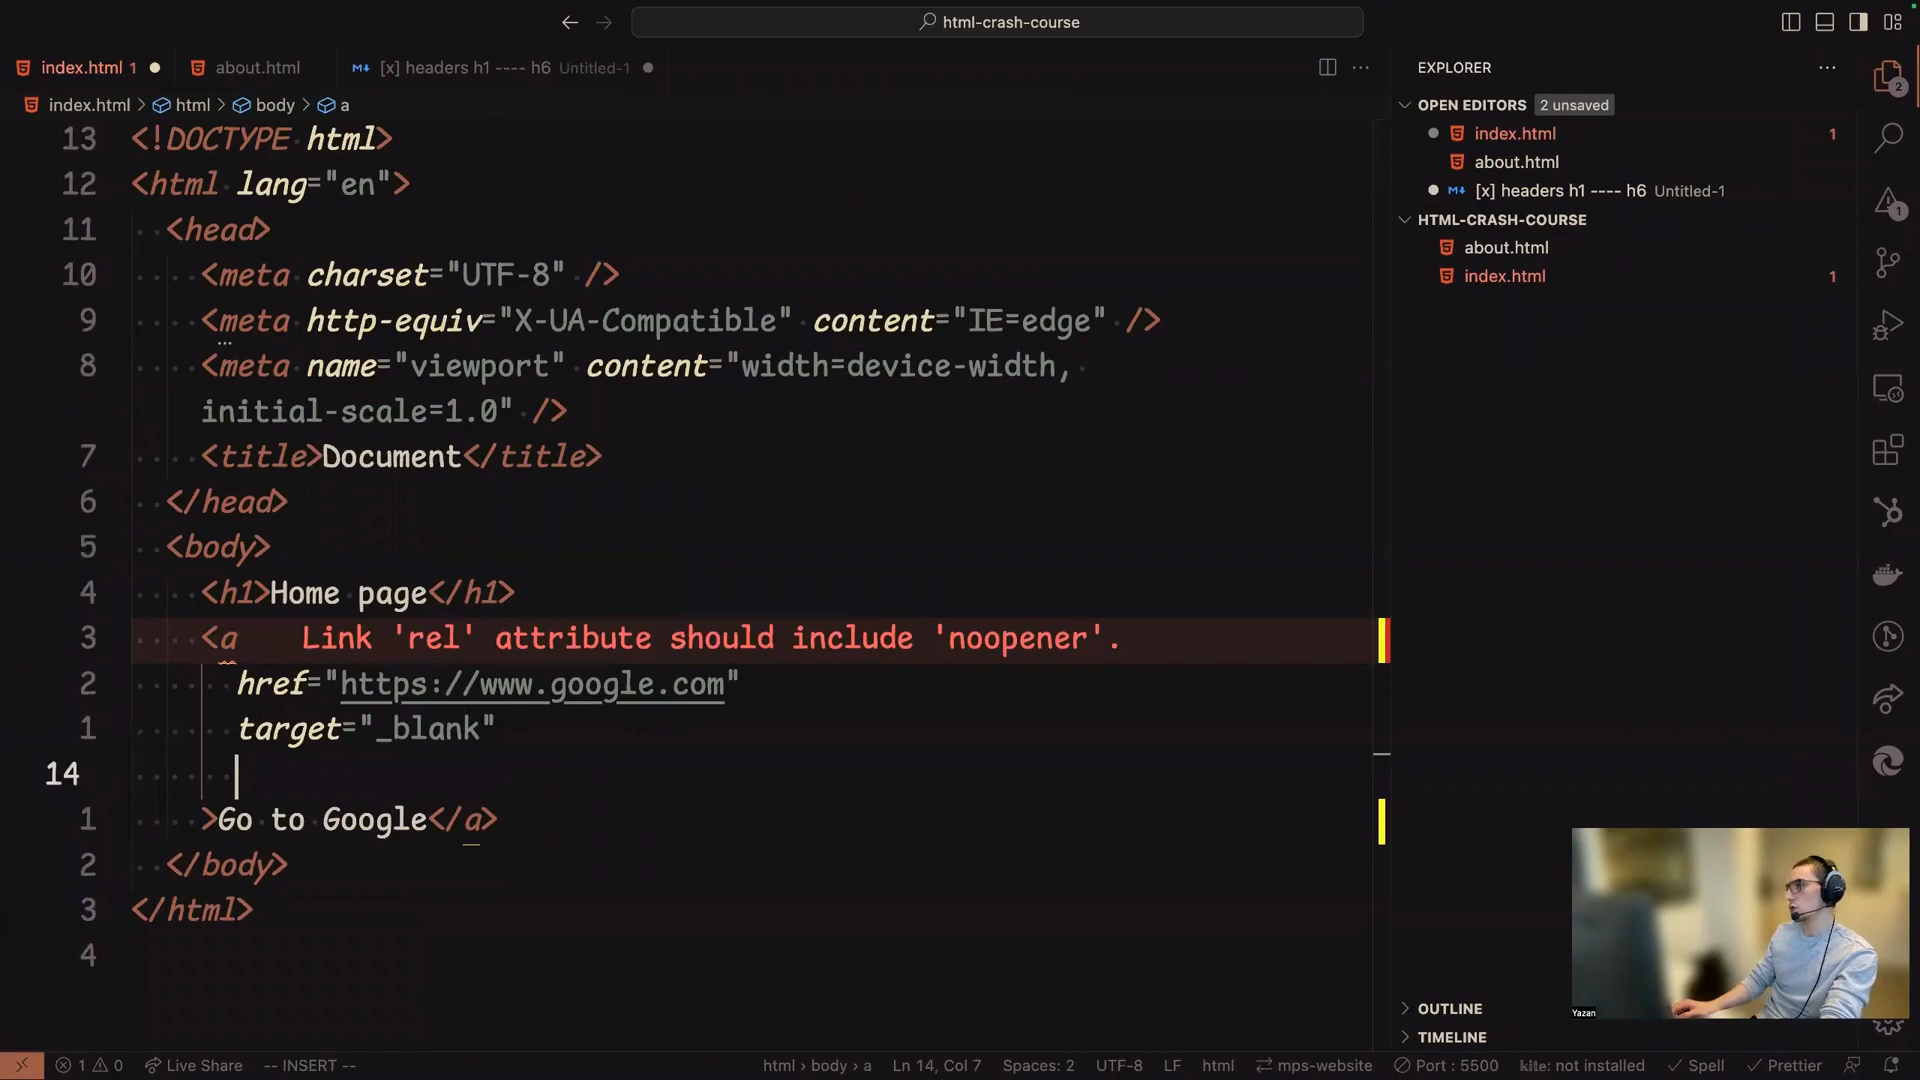 html-crash-course
index.html 1
about.html
[x] headers h1 ---- h6 Untitled-1
index.html > html > body > a
13 <!DOCTYPE html>
12 <html lang="en">
11 <head>
10 <meta charset="UTF-8" />
9 <meta http-equiv="X-UA-Compatible" content="IE=edge" />
8 <meta name="viewport" content="width=device-width,
initial-scale=1.0" />
7 <title>Document</title>
6 </head>
5 <body>
4 <h1>Home page</h1>
3 <a Link 'rel' attribute should include 'noopener'.
2 href="https://www.google.com"
1 target="_blank"
14
1 >Go to Google</a>
2 </body>
3 </html>
4
EXPLORER
OPEN EDITORS 2 unsaved
index.html 1
about.html
[x] headers h1 ---- h6 Untitled-1
HTML-CRASH-COURSE
about.html
index.html 1
OUTLINE
TIMELINE
2
1
Yazan
1 0 Live Share -- INSERT -- html > body > a Ln 14, Col 7 Spaces: 2 UTF-8 LF html mps-website Port : 5500 kite: not installed Spell Prettier